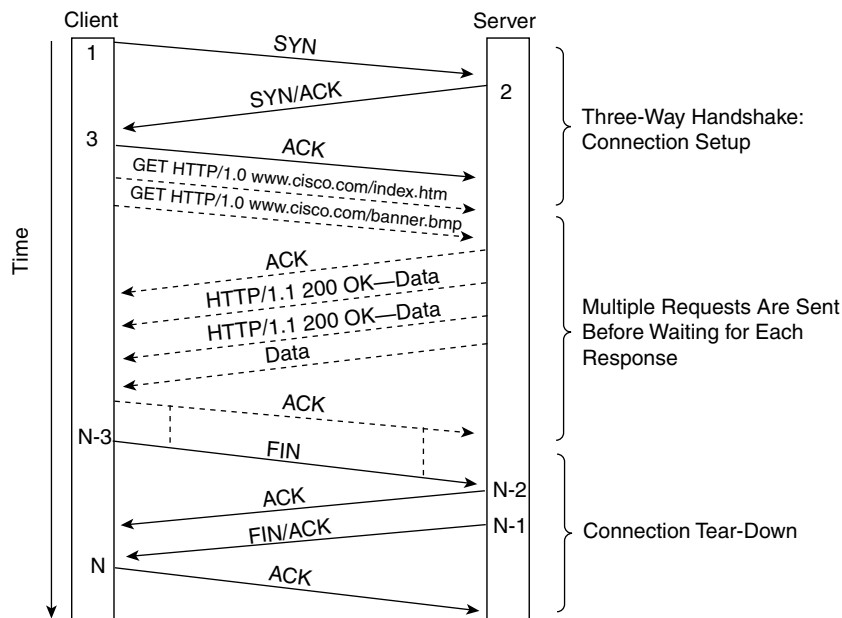 Client
Server
1
SYN
SYN/ACK
2
Three-Way Handshake:
Connection Setup
3
ACK
GET HTTP/1.0 www.cisco.com/index.htm
GET HTTP/1.0 www.cisco.com/banner.bmp
Time
ACK
HTTP/1.1 200 OK—Data
HTTP/1.1 200 OK—Data
Data
Multiple Requests Are Sent
Before Waiting for Each
Response
ACK
N-3
FIN
N-2
ACK
N-1
FIN/ACK
Connection Tear-Down
N
ACK